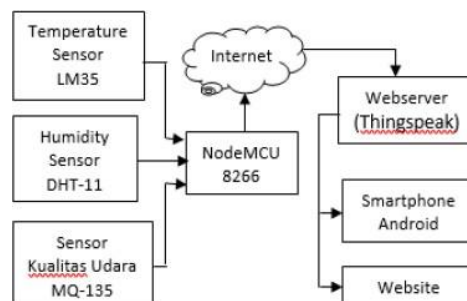 Temperature
Sensor
LM35
Humidity
Sensor
DHT-11
Sensor
Kualitas Udara
MQ-135
NodeMCU
8266
Internet
Webserver
(Thingspeak)
Smartphone
Android
Website